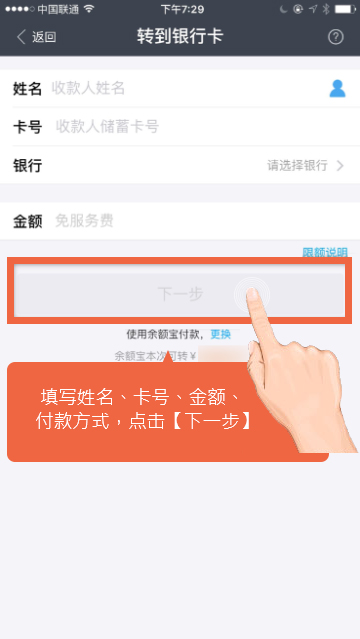 中国联通
下午7:29
返回
转到银行卡
姓名 收款人姓名
卡号 收款人储蓄卡号
银行 请选择银行
金额 免服务费
限额说明
下一步
使用余额宝付款，更换
余额宝本次可转￥
填写姓名、卡号、金额、
付款方式，点击【下一步】